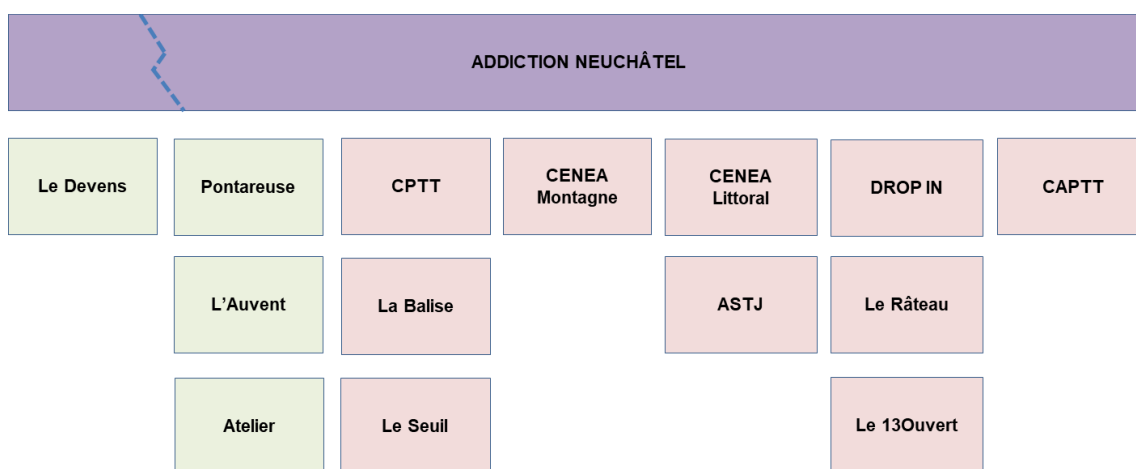 ADDICTION NEUCHÂTEL
Le Devens
Pontareuse
CPTT
CENEA
Montagne
CENEA
Littoral
DROP IN
CAPTT
L'Auvent
La Balise
ASTJ
Le Râteau
Atelier
Le Seuil
Le 13Ouvert